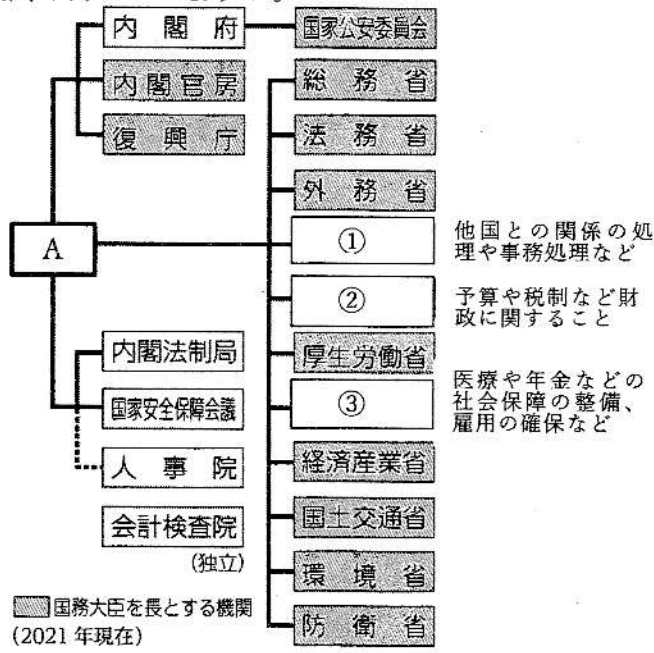 内閣府
国家公安委員会
内閣官房
総務省
復興庁
法務省
外務省
A
①
他国との関係の処
理や事務処理など
②
予算や税制など財
政に関すること
内閣法制局
厚生労働省
国家安全保障会議
③
医療や年金などの
社会保障の整備、
雇用の確保など
人事院
経済産業省
会計検査院
(独立)
国土交通省
環境省
国務大臣を長とする機関
(2021年現在)
防衛省